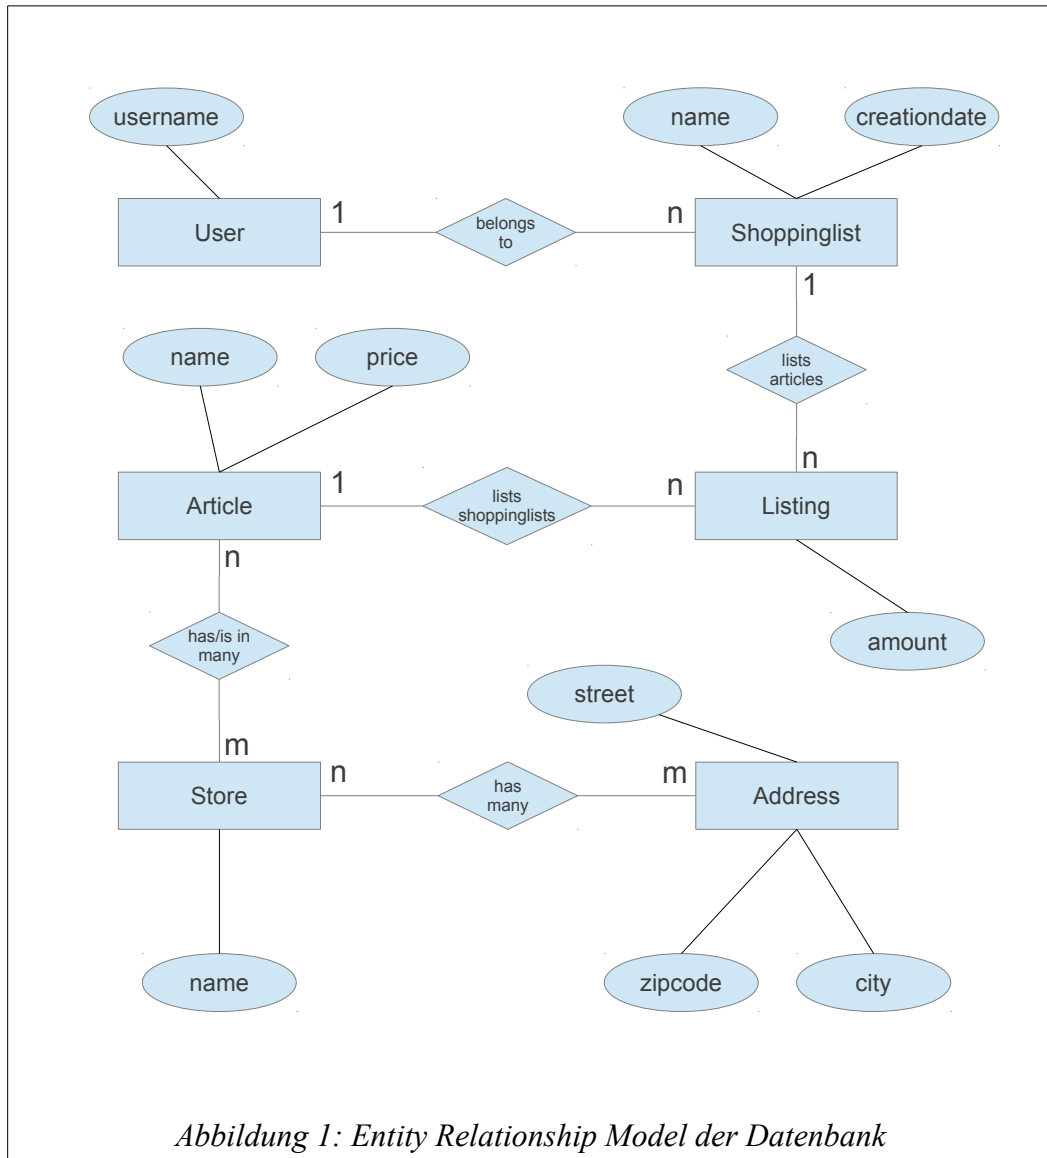 username
name
creationdate
User
1
belongs
to
n
Shoppinglist
1
name
price
lists
articles
n
Article
1
lists
shoppinglists
n
Listing
n
has/is in
many
amount
street
m
Store
n
has
many
m
Address
name
zipcode
city
Abbildung 1: Entity Relationship Model der Datenbank